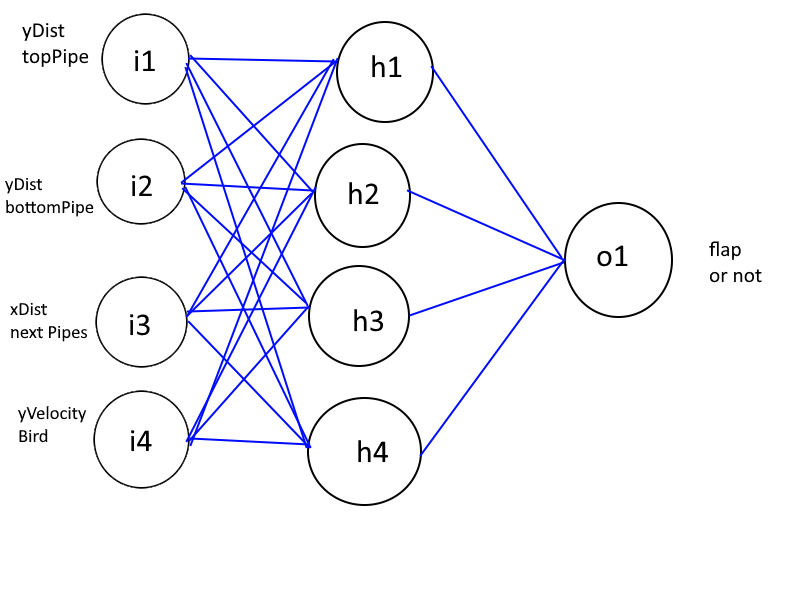 yDist
topPipe
i1
h1
yDist
bottomPipe
i2
h2
o1
flap
or not
xDist
next Pipes
i3
h3
yVelocity
Bird
i4
h4